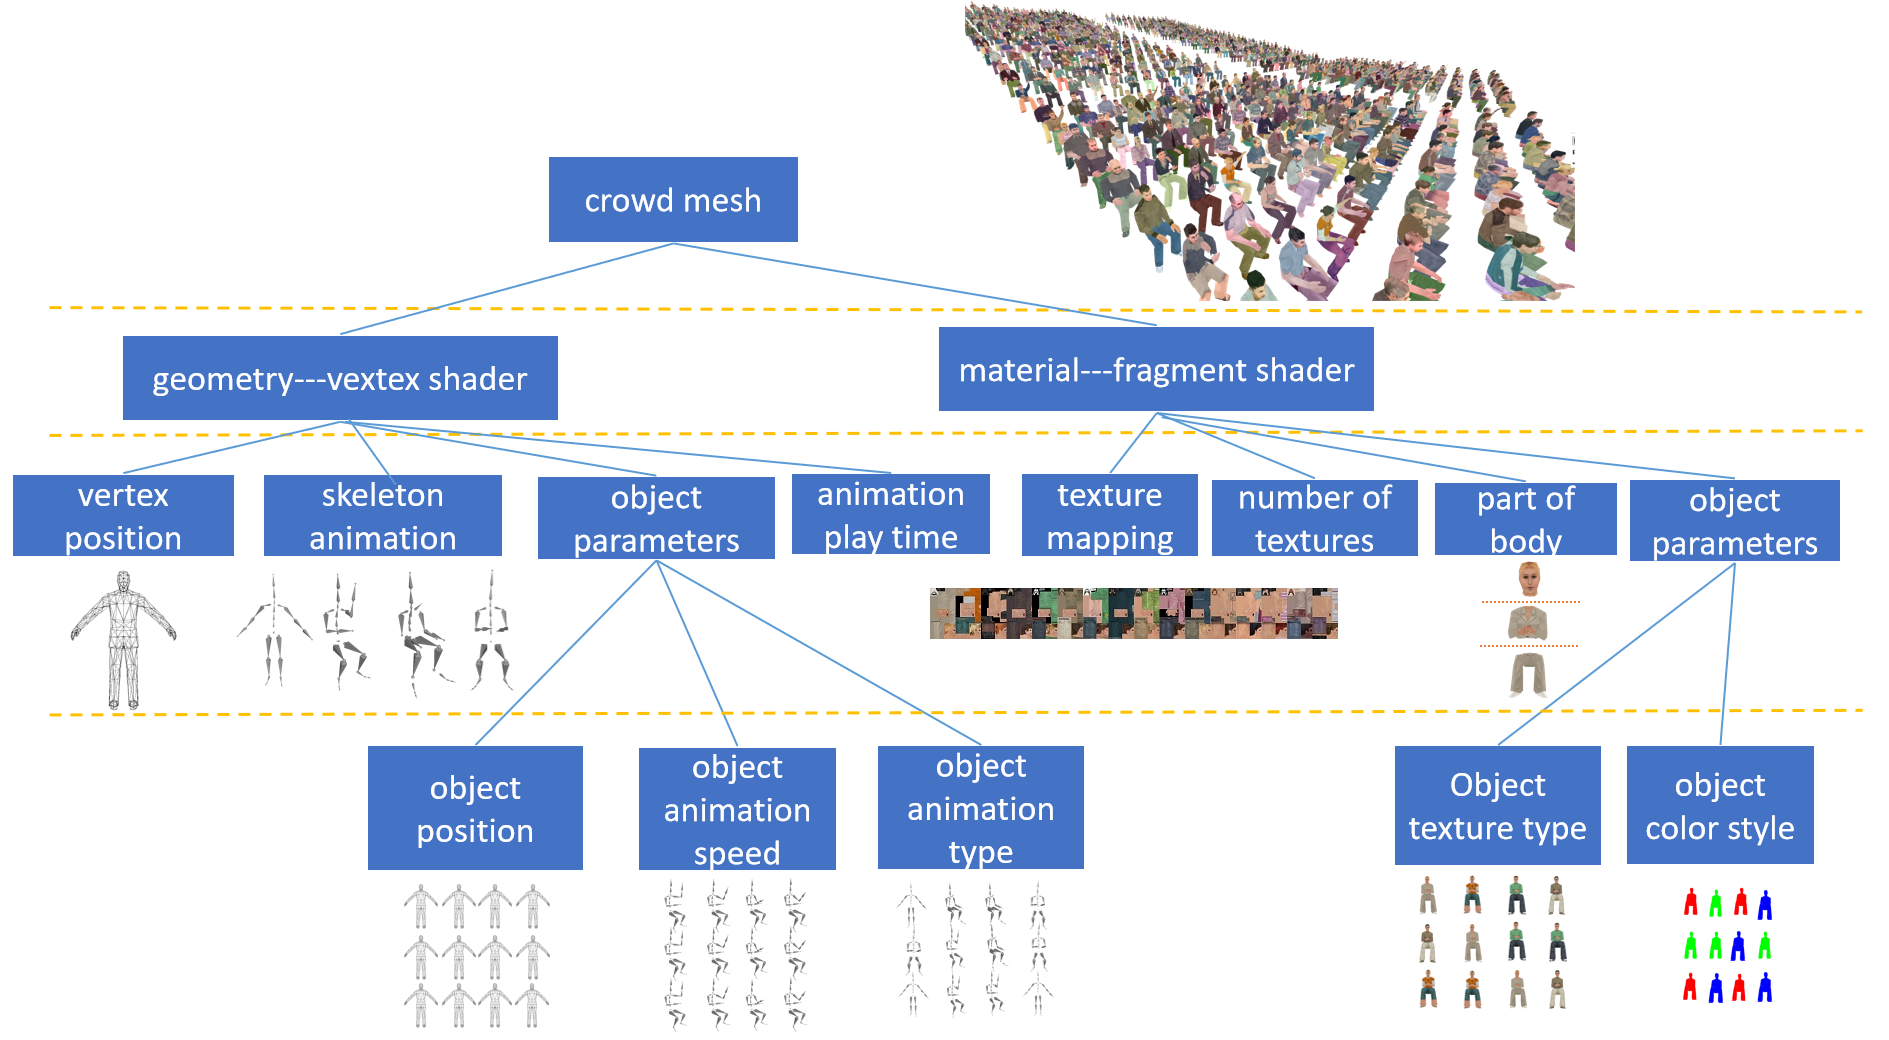 crowd mesh
geometry---vextex shader
material---fragment shader
vertex
position
skeleton
animation
object
parameters
animation
play time
texture
mapping
number of
textures
part of
body
object
parameters
object
position
object
animation
speed
object
animation
type
Object
texture type
object
color style